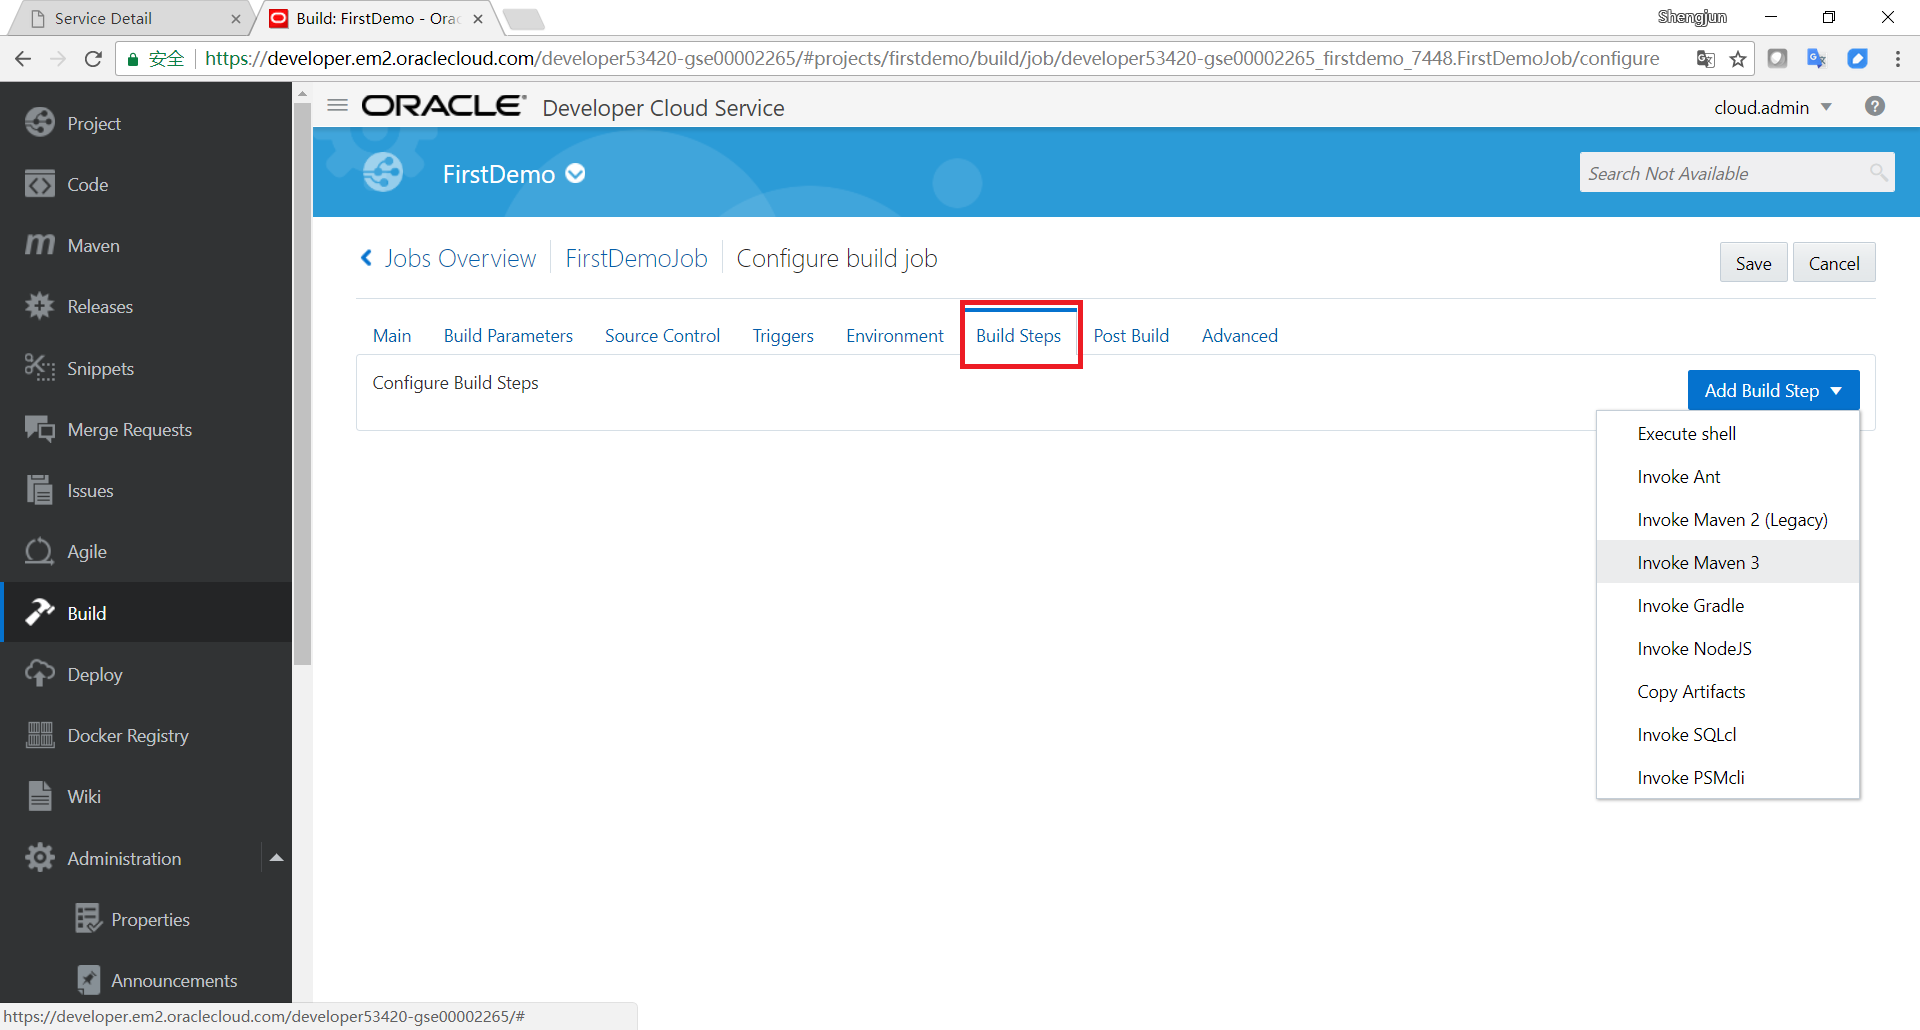 Service Detail
Build: FirstDemo - Orac
Shengjun
安全
https://developer.em2.oraclecloud.com/developer53420-gse00002265/#projects/firstdemo/build/job/developer53420-gse00002265_firstdemo_7448.FirstDemoJob/configure
ORACLE Developer Cloud Service
cloud.admin
FirstDemo
Search Not Available
Project
Code
Maven
Releases
Snippets
Merge Requests
Issues
Agile
Build
Deploy
Docker Registry
Wiki
Administration
Properties
Announcements
Jobs Overview
FirstDemoJob
Configure build job
Save
Cancel
Main
Build Parameters
Source Control
Triggers
Environment
Build Steps
Post Build
Advanced
Configure Build Steps
Add Build Step
Execute shell
Invoke Ant
Invoke Maven 2 (Legacy)
Invoke Maven 3
Invoke Gradle
Invoke NodeJS
Copy Artifacts
Invoke SQLcl
Invoke PSMcli
https://developer.em2.oraclecloud.com/developer53420-gse00002265/#